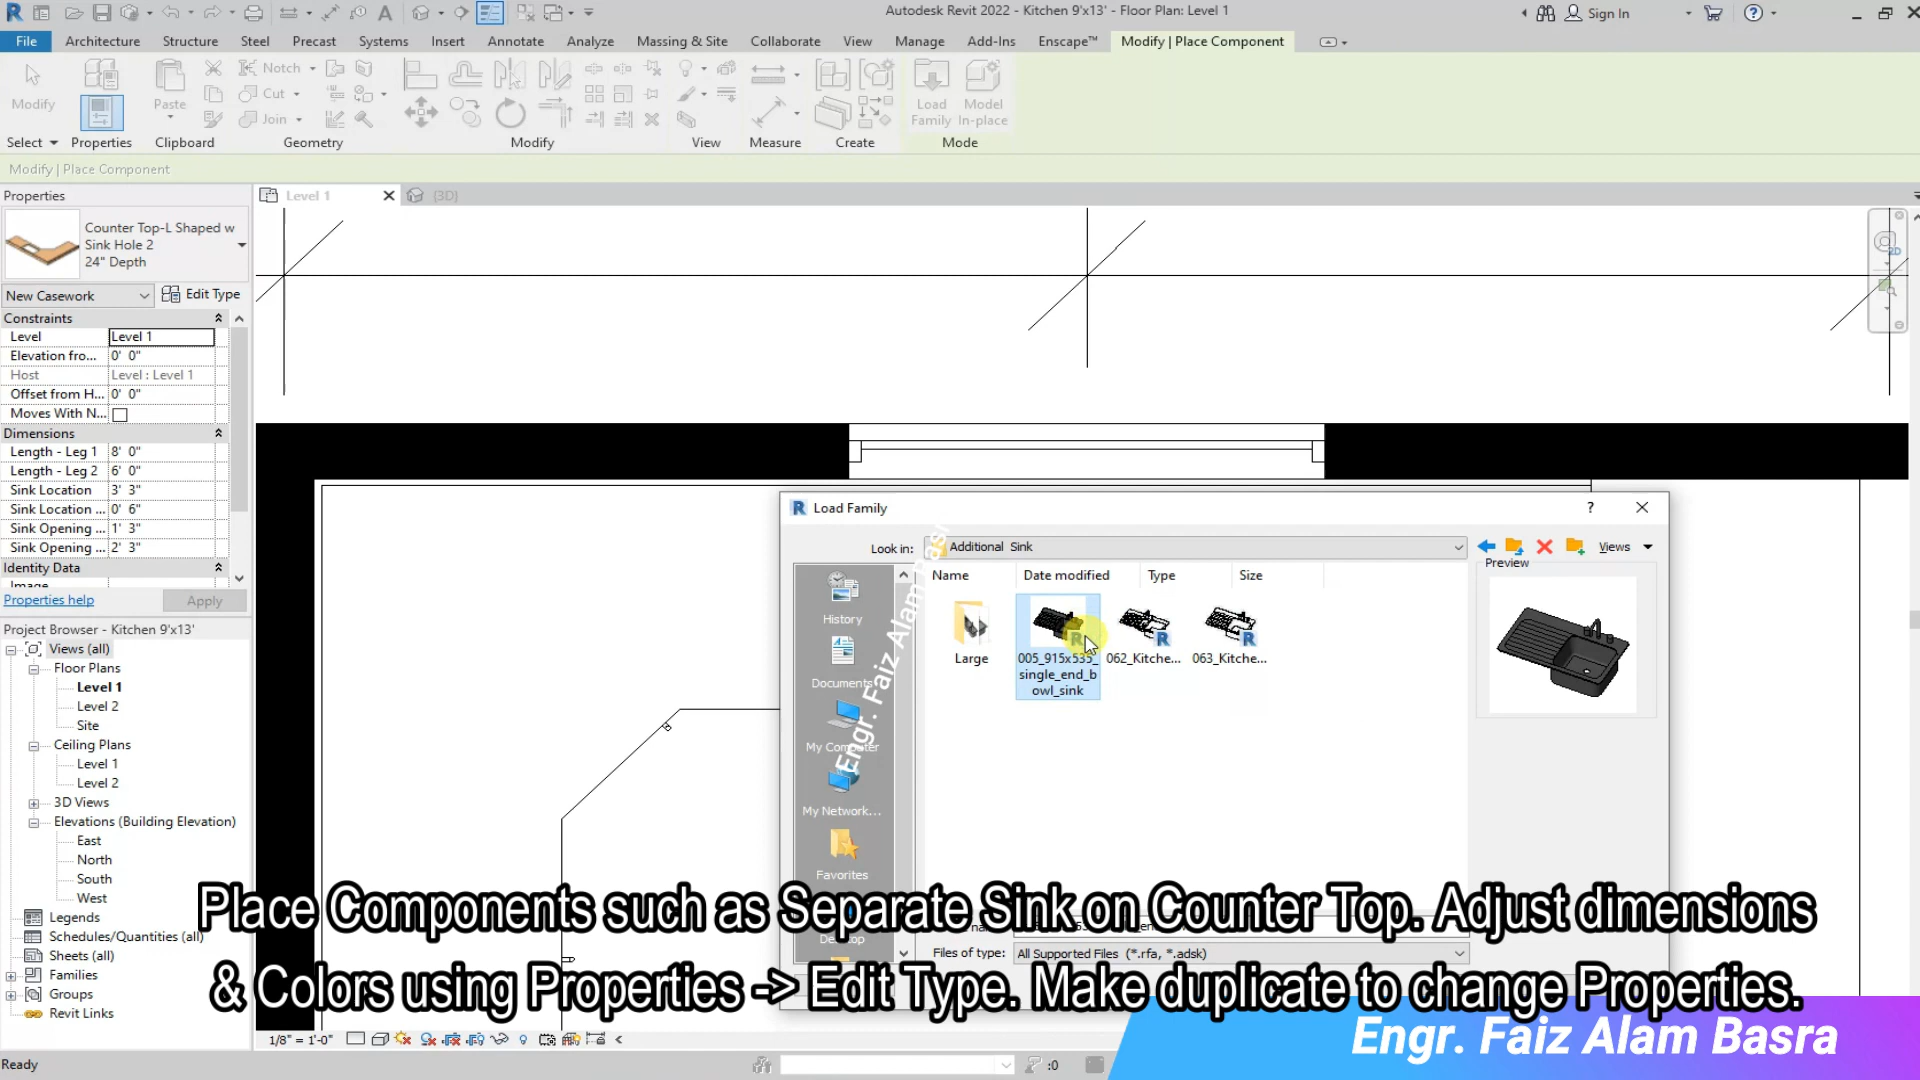 Autodesk Revit 2022 - Kitchen 9'x13' - Floor Plan: Level 1
Sign In
File Architecture Structure Steel Precast Systems Insert Annotate Analyze Massing & Site Collaborate View Manage Add-Ins Enscape™ Modify | Place Component
Modify Paste Notch Cut Join Load Family Model In-place
Select Properties Clipboard Geometry Modify View Measure Create Mode
Modify | Place Component
Properties
Level 1 {3D}
Counter Top-L Shaped w
Sink Hole 2
24" Depth
New Casework Edit Type
Constraints
Level Level 1
Elevation fro... 0' 0"
Host Level : Level 1
Offset from H... 0' 0"
Moves With N...
Dimensions
Length - Leg 1 8' 0"
Length - Leg 2 6' 0"
Sink Location 3' 3"
Sink Location ... 0' 6"
Sink Opening ... 1' 3"
Sink Opening ... 2' 3"
Identity Data
Image
Properties help Apply
Project Browser - Kitchen 9'x13'
Views (all)
Floor Plans
Level 1
Level 2
Site
Ceiling Plans
Level 1
Level 2
3D Views
Elevations (Building Elevation)
East
North
South
West
Legends
Schedules/Quantities (all)
Sheets (all)
Families
Groups
Revit Links
Load Family
Look in: Additional Sink Views
Name Date modified Type Size
Preview
History
Documents
My Computer
My Network...
Favorites
Desktop
Large
005_915x535_
single_end_b
owl_sink
062_Kitche...
063_Kitche...
Files of type: All Supported Files (*.rfa, *.adsk)
Engr. Faiz Alam Bas
Place Components such as Separate Sink on Counter Top. Adjust dimensions
& Colors using Properties -> Edit Type. Make duplicate to change Properties.
Engr. Faiz Alam Basra
1/8" = 1'-0"
Ready
:0